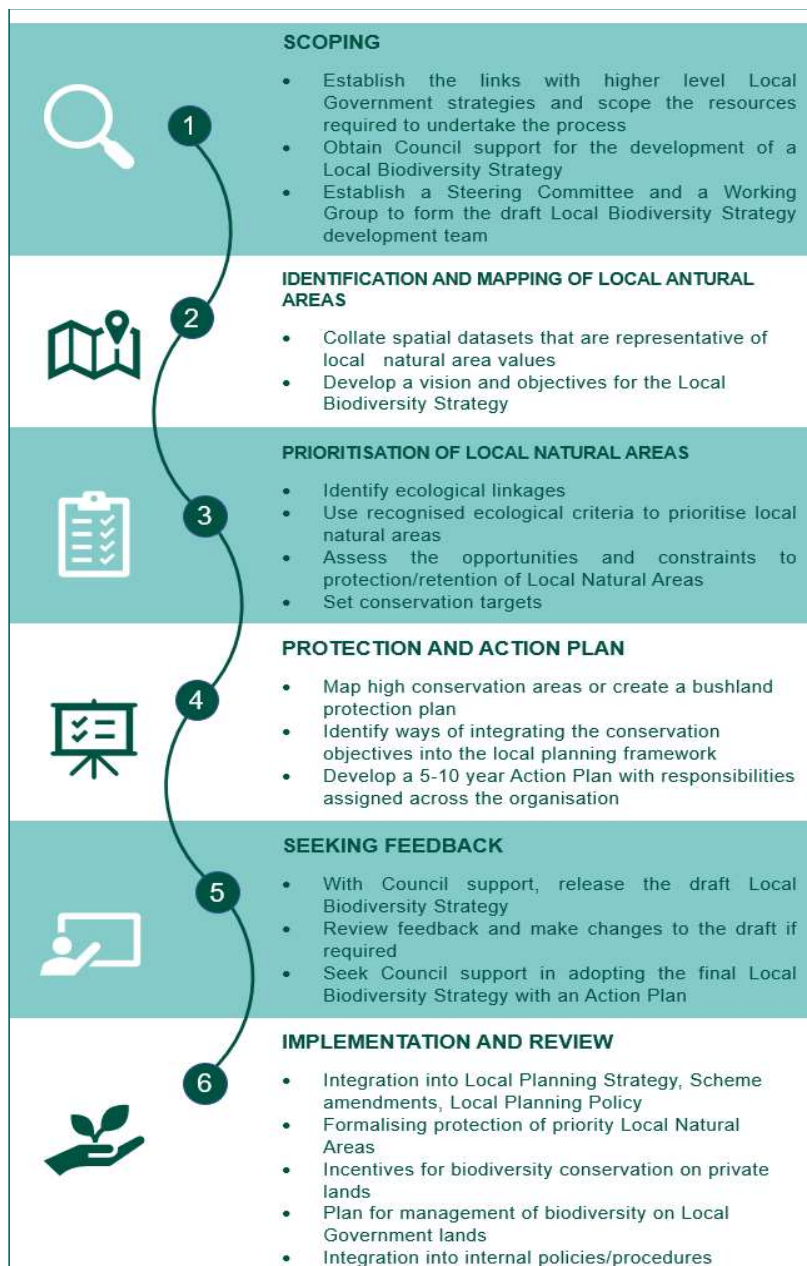 SCOPING
1
• Establish the links with higher level Local
Government strategies and scope the resources
required to undertake the process
• Obtain Council support for the development of a
Local Biodiversity Strategy
• Establish a Steering Committee and a Working
Group to form the draft Local Biodiversity Strategy
development team
IDENTIFICATION AND MAPPING OF LOCAL ANTURAL
AREAS
2
• Collate spatial datasets that are representative of
local natural area values
• Develop a vision and objectives for the Local
Biodiversity Strategy
PRIORITISATION OF LOCAL NATURAL AREAS
3
• Identify ecological linkages
• Use recognised ecological criteria to prioritise local
natural areas
• Assess the opportunities and constraints to
protection/retention of Local Natural Areas
• Set conservation targets
PROTECTION AND ACTION PLAN
4
• Map high conservation areas or create a bushland
protection plan
• Identify ways of integrating the conservation
objectives into the local planning framework
• Develop a 5-10 year Action Plan with responsibilities
assigned across the organisation
SEEKING FEEDBACK
5
• With Council support, release the draft Local
Biodiversity Strategy
• Review feedback and make changes to the draft if
required
• Seek Council support in adopting the final Local
Biodiversity Strategy with an Action Plan
IMPLEMENTATION AND REVIEW
6
• Integration into Local Planning Strategy, Scheme
amendments, Local Planning Policy
• Formalising protection of priority Local Natural
Areas
• Incentives for biodiversity conservation on private
lands
• Plan for management of biodiversity on Local
Government lands
• Integration into internal policies/procedures